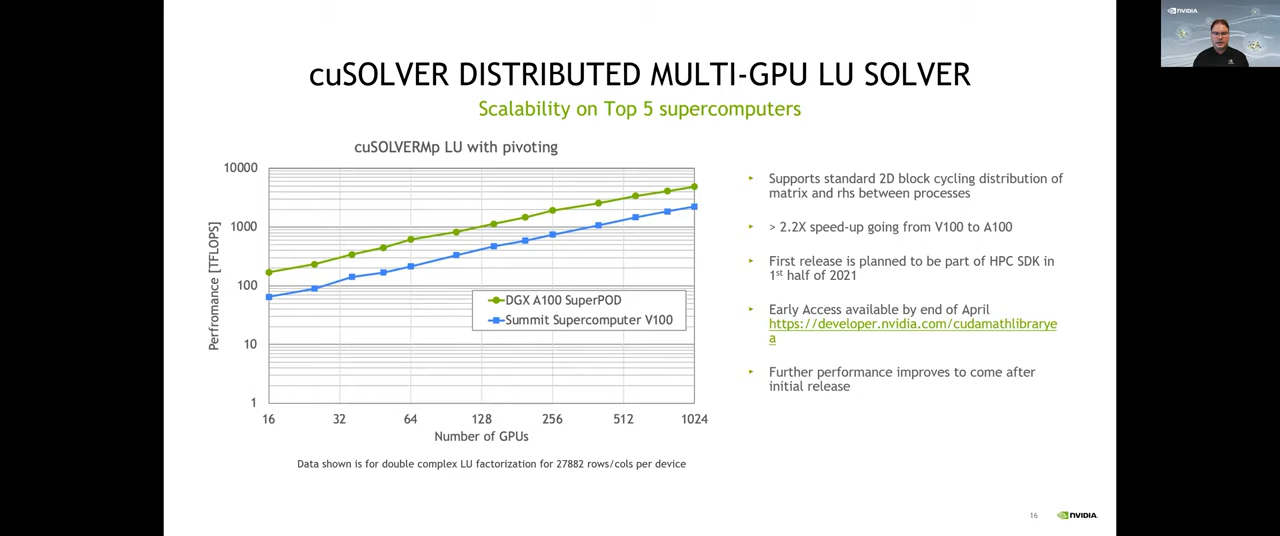 NVIDIA
cuSOLVER DISTRIBUTED MULTI-GPU LU SOLVER
Scalability on Top 5 supercomputers
cuSOLVERMp LU with pivoting
10000
1000
100
10
1
Perfromance [TFLOPS]
DGX A100 SuperPOD
Summit Supercomputer V100
16 32 64 128 256 512 1024
Number of GPUs
Data shown is for double complex LU factorization for 27882 rows/cols per device
Supports standard 2D block cycling distribution of
matrix and rhs between processes
> 2.2X speed-up going from V100 to A100
First release is planned to be part of HPC SDK in
1st half of 2021
Early Access available by end of April
https://developer.nvidia.com/cudamathlibrarye
a
Further performance improves to come after
initial release
16
NVIDIA.